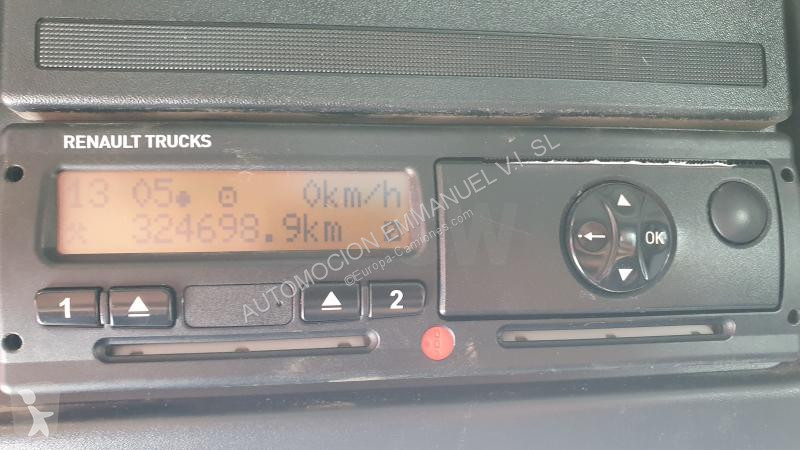 RENAULT TRUCKS
13 05 0km/h
324698.9km
1 2 OK
AUTOMOCION EMMANUEL V.I. SL
©Europa-Camiones.com